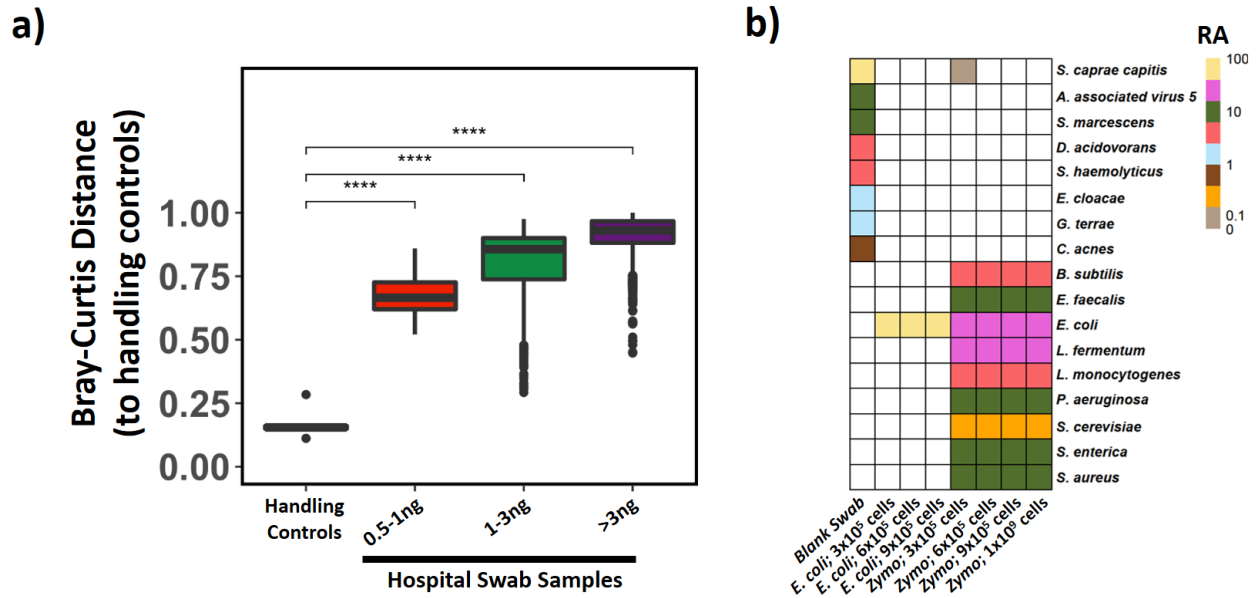 a)
Bray-Curtis Distance
(to handling controls)
1.00
0.75
0.50
0.25
0.00
****
****
****
Handling
Controls
0.5-1ng
1-3ng
>3ng
Hospital Swab Samples
b)
RA
100
10
1
0.1
0
S. caprae capitis
A. associated virus 5
S. marcescens
D. acidovorans
S. haemolyticus
E. cloacae
G. terrae
C. acnes
B. subtilis
E. faecalis
E. coli
L. fermentum
L. monocytogenes
P. aeruginosa
S. cerevisiae
S. enterica
S. aureus
Blank Swab
E. coli; 3x10⁵ cells
E. coli; 6x10⁵ cells
E. coli; 9x10⁵ cells
Zymo; 3x10⁵ cells
Zymo; 6x10⁵ cells
Zymo; 9x10⁵ cells
Zymo; 1x10⁹ cells